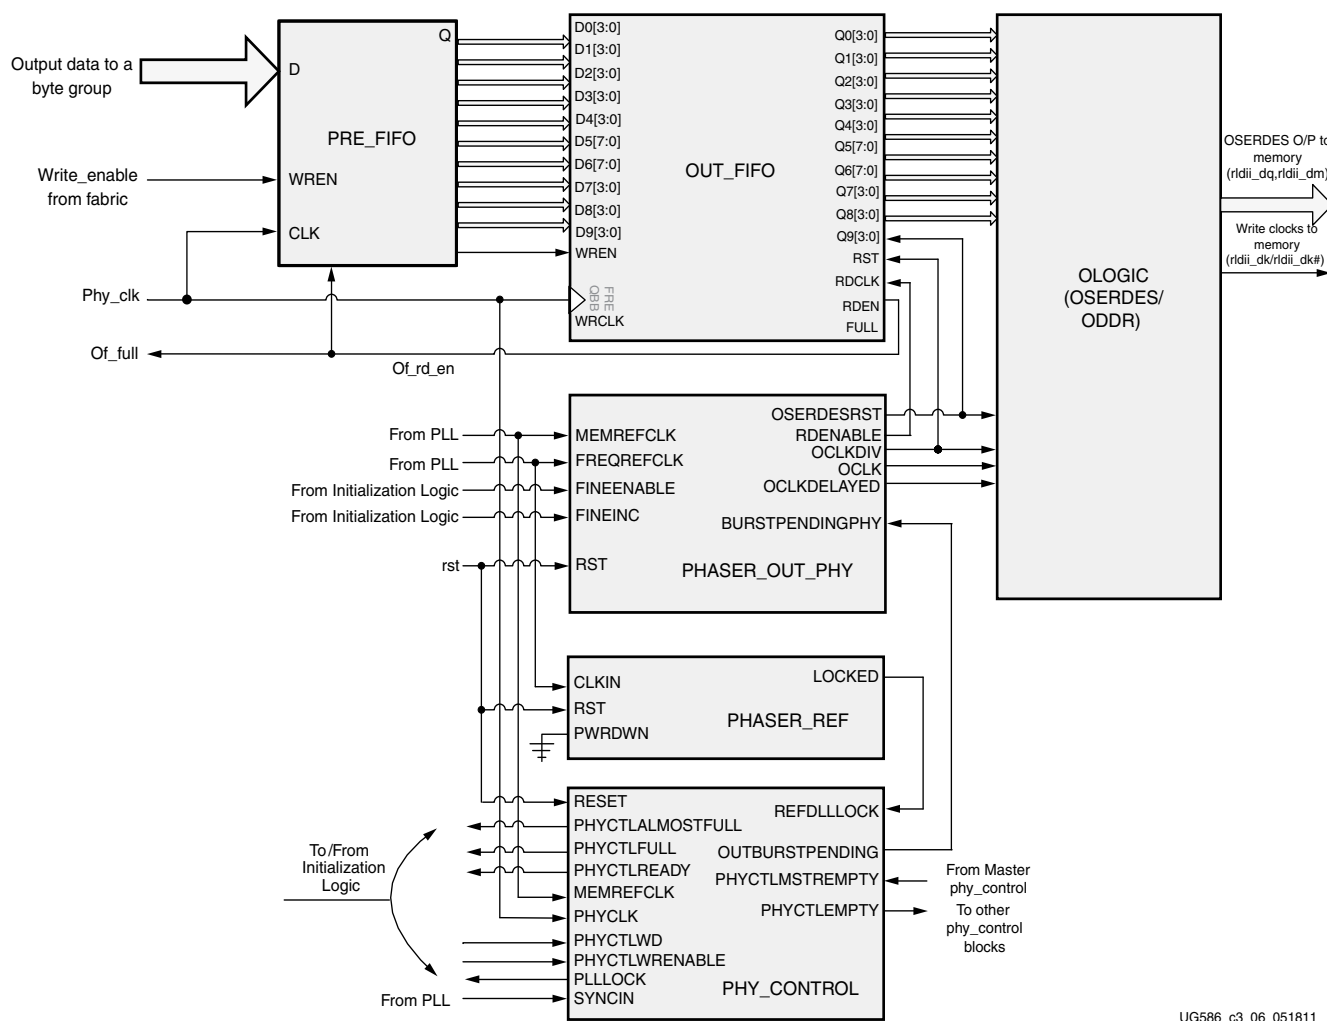 Output data to a
byte group
Write_enable
from fabric
Phy_clk
Of_full
Of_rd_en
Q
D
PRE_FIFO
WREN
CLK
D0[3:0]
D1[3:0]
D2[3:0]
D3[3:0]
D4[3:0]
D5[7:0]
D6[7:0]
D7[3:0]
D8[3:0]
D9[3:0]
WREN
FRE
QBB
WRCLK
OUT_FIFO
Q0[3:0]
Q1[3:0]
Q2[3:0]
Q3[3:0]
Q4[3:0]
Q5[7:0]
Q6[7:0]
Q7[3:0]
Q8[3:0]
Q9[3:0]
RST
RDCLK
RDEN
FULL
OLOGIC
(OSERDES/
ODDR)
OSERDES O/P to
memory
(rldii_dq,rldii_dm)
Write clocks to
memory
(rldii_dk/rldii_dk#)
From PLL
From PLL
From Initialization Logic
From Initialization Logic
rst
MEMREFCLK
FREQREFCLK
FINEENABLE
FINEINC
RST
OSERDESRST
RDENABLE
OCLKDIV
OCLK
OCLKDELAYED
BURSTPENDINGPHY
PHASER_OUT_PHY
CLKIN
RST
PWRDWN
LOCKED
PHASER_REF
RESET
PHYCTLALMOSTFULL
PHYCTLFULL
PHYCTLREADY
MEMREFCLK
PHYCLK
PHYCTLWD
PHYCTLWRENABLE
PLLLOCK
SYNCIN
REFDLLLOCK
OUTBURSTPENDING
PHYCTLMSTREMPTY
PHYCTLEMPTY
PHY_CONTROL
To/From
Initialization
Logic
From PLL
From Master
phy_control
To other
phy_control
blocks
UG586_c3_06_051811